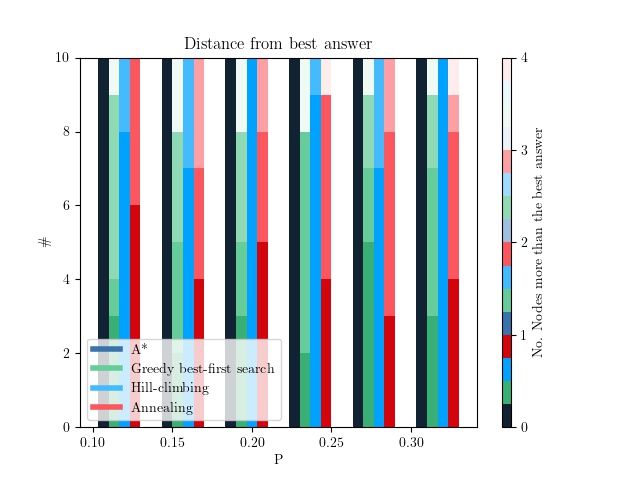 Distance from best answer
10
8
6
4
2
0
#
0.10 0.15 0.20 0.25 0.30
P
A*
Greedy best-first search
Hill-climbing
Annealing
4
3
2
1
0
No. Nodes more than the best answer